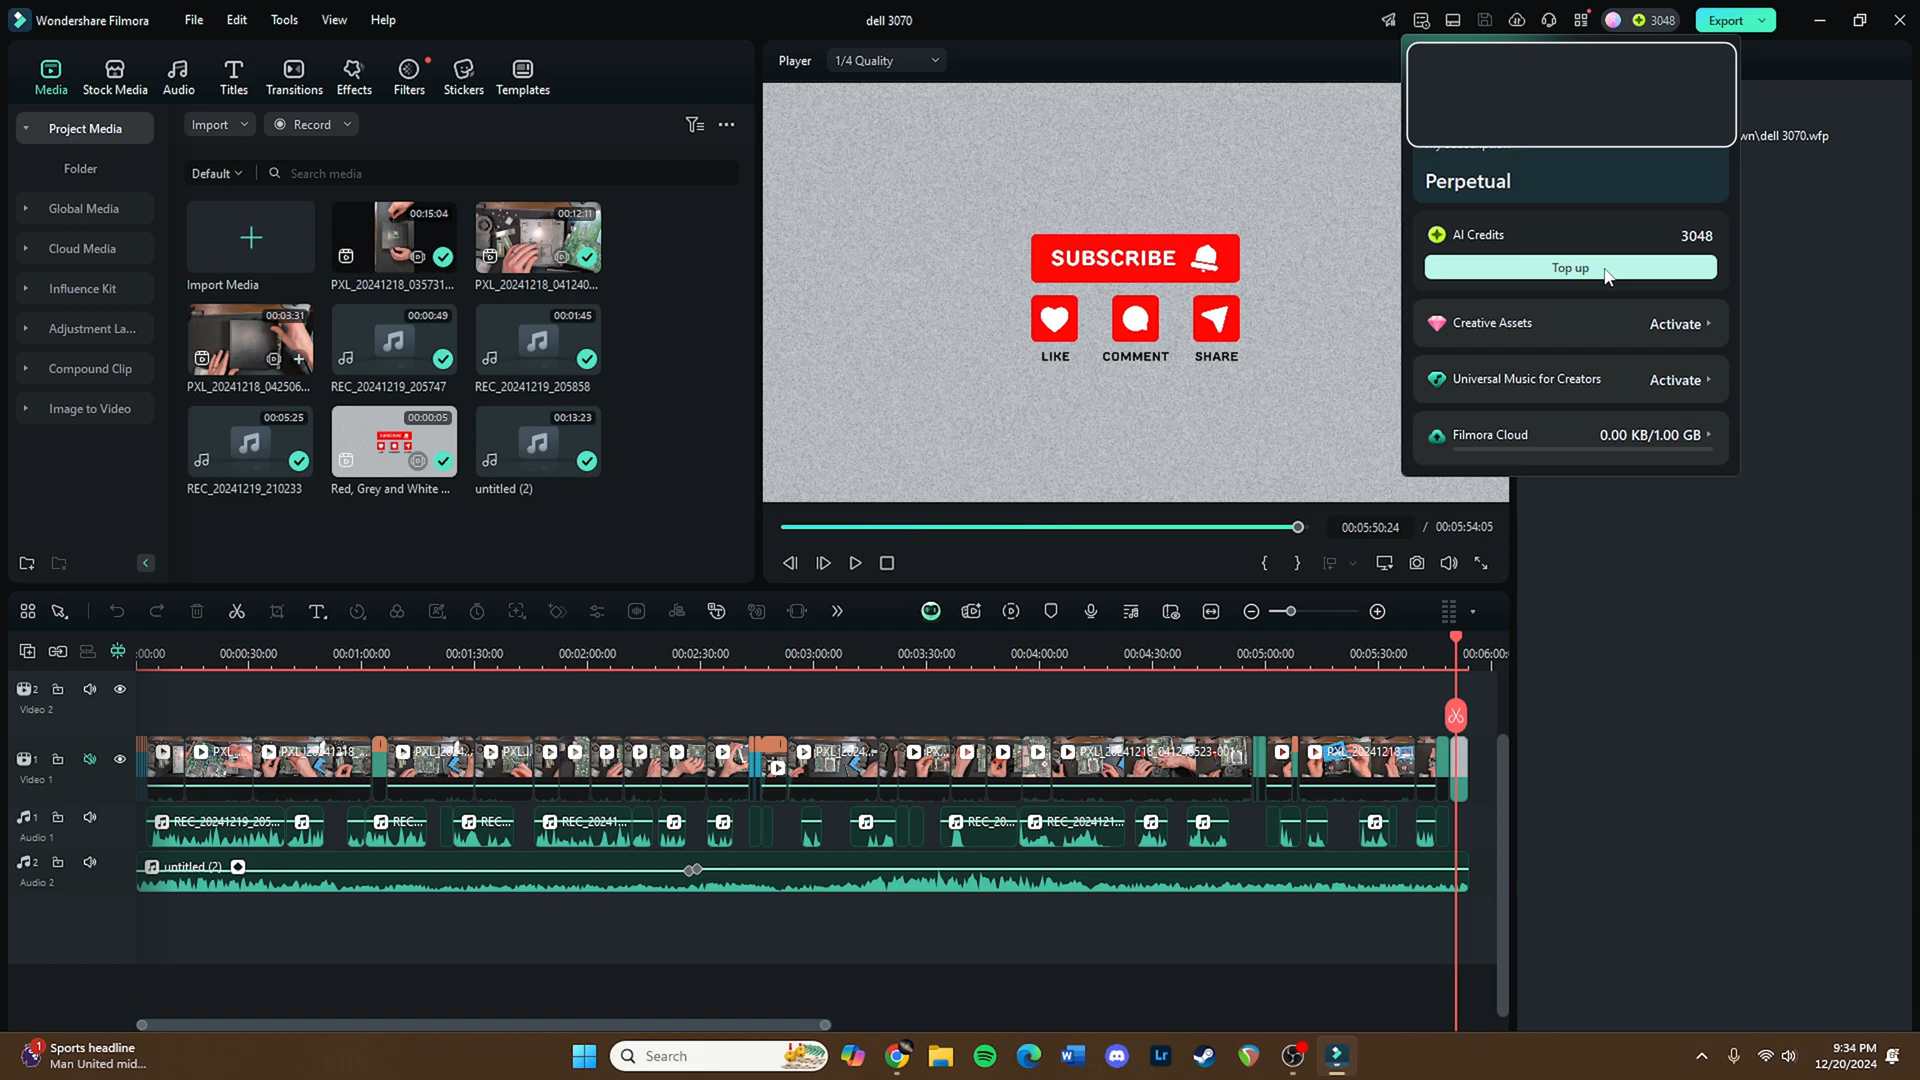 Wondershare Filmora
File
Edit
Tools
View
Help
dell 3070
3048
Export
Media
Stock Media
Audio
Titles
Transitions
Effects
Filters
Stickers
Templates
Player
1/4 Quality
Project Media
Folder
Global Media
Cloud Media
Influence Kit
Adjustment La...
Compound Clip
Image to Video
Import
Record
Default
Search media
Import Media
00:15:04
PXL_20241218_035731...
00:12:11
PXL_20241218_041240...
00:03:31
PXL_20241218_042506...
00:00:49
REC_20241219_205747
00:01:45
REC_20241219_205858
00:05:25
REC_20241219_210233
00:00:05
Red, Grey and White ...
00:13:23
untitled (2)
SUBSCRIBE
LIKE
COMMENT
SHARE
wn\dell 3070.wfp
Perpetual
AI Credits
3048
Top up
Creative Assets
Activate
Universal Music for Creators
Activate
Filmora Cloud
0.00 KB/1.00 GB
00:05:50:24
/ 00:05:54:05
{ }
:00:00
00:00:30:00
00:01:00:00
00:01:30:00
00:02:00:00
00:02:30:00
00:03:00:00
00:03:30:00
00:04:00:00
00:04:30:00
00:05:00:00
00:05:30:00
00:06:00:
2
Video 2
1
Video 1
PXL_20241218_...
PXL_20241218_041240523-001
PXL_20241218...
1
Audio 1
REC_20241219_205...
REC...
REC...
REC_20241...
REC_20...
REC_2024121...
2
Audio 2
untitled (2)
1
Sports headline
Man United mid...
Search
Lr
9:34 PM
12/20/2024